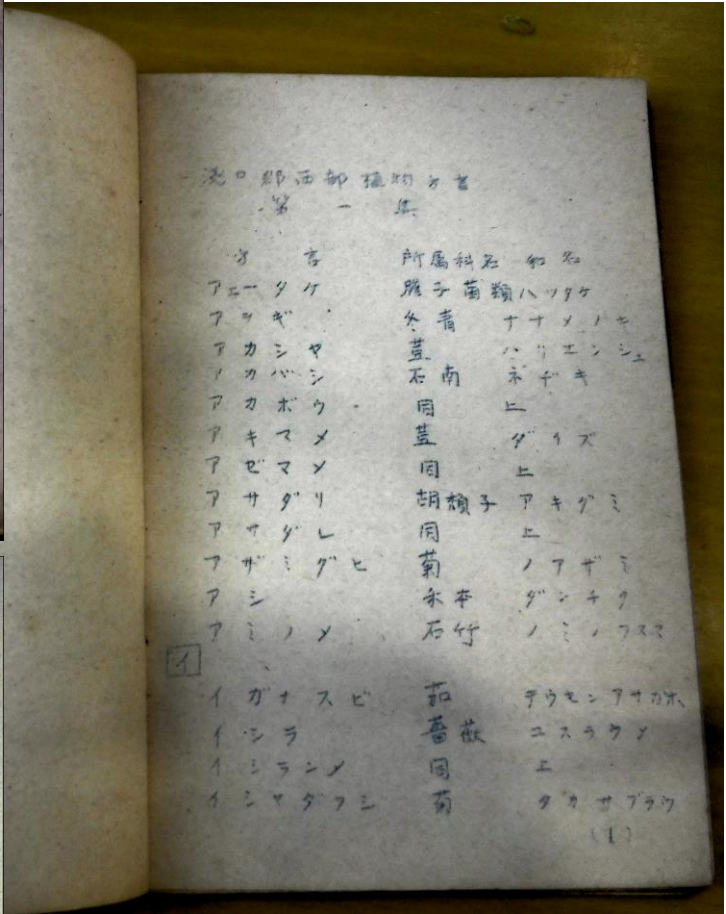 浅口郡西部植物方言
第一集
方言 所属科名 和名
アェータケ 担子菌類 ハツタケ
アヲギ 冬青 ナナメノキ
アカシヤ 荳 ハリエンジュ
アカバシ 石南 ネヂキ
アカボウ 同上
アキマメ 荳 ダイズ
アゼマメ 同上
アサダリ 胡頽子 アキグミ
アサダレ 同上
アザミグヒ 菊 ノアザミ
アシ 禾本 ダンチク
アミノメ 石竹 ノミノフスマ
イ
イガナスビ 茄 テウセンアサガホ
イシラ 薔薇 ユスラウメ
イシランメ 同上
イシャダフシ 菊 タカサブラウ
(1)